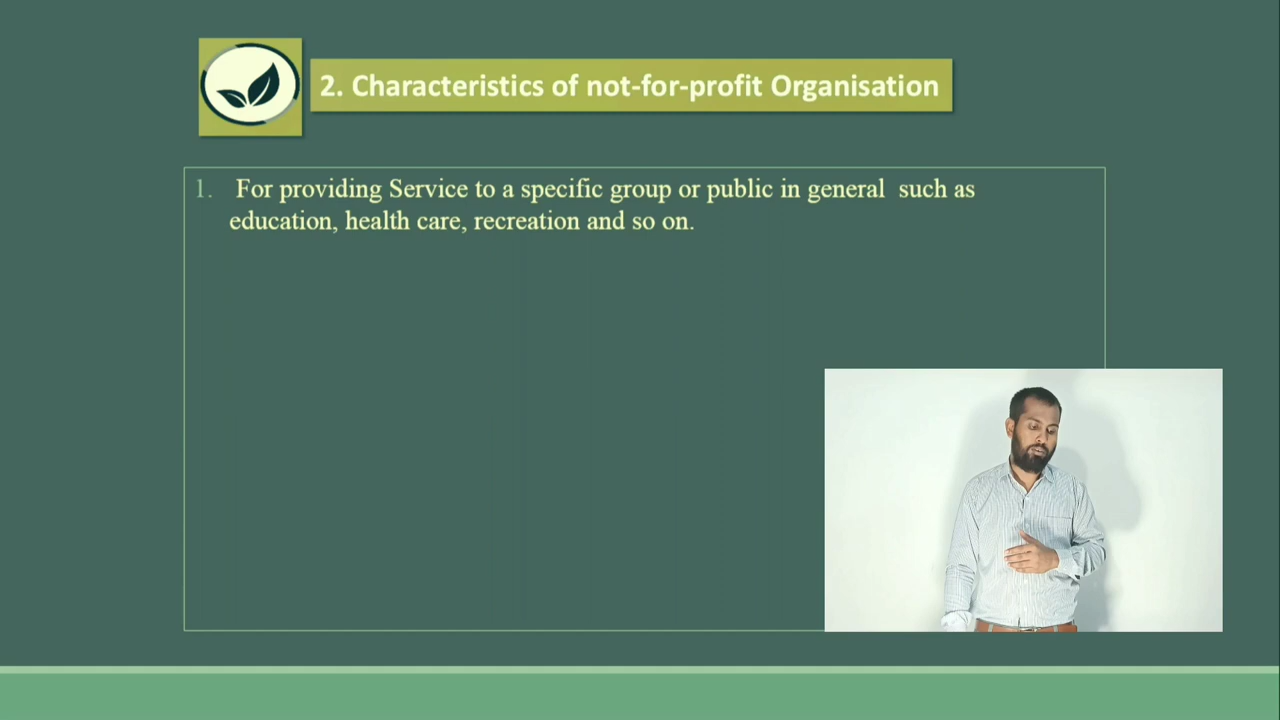 2. Characteristics of not-for-profit Organisation
1. For providing Service to a specific group or public in general such as
education, health care, recreation and so on.